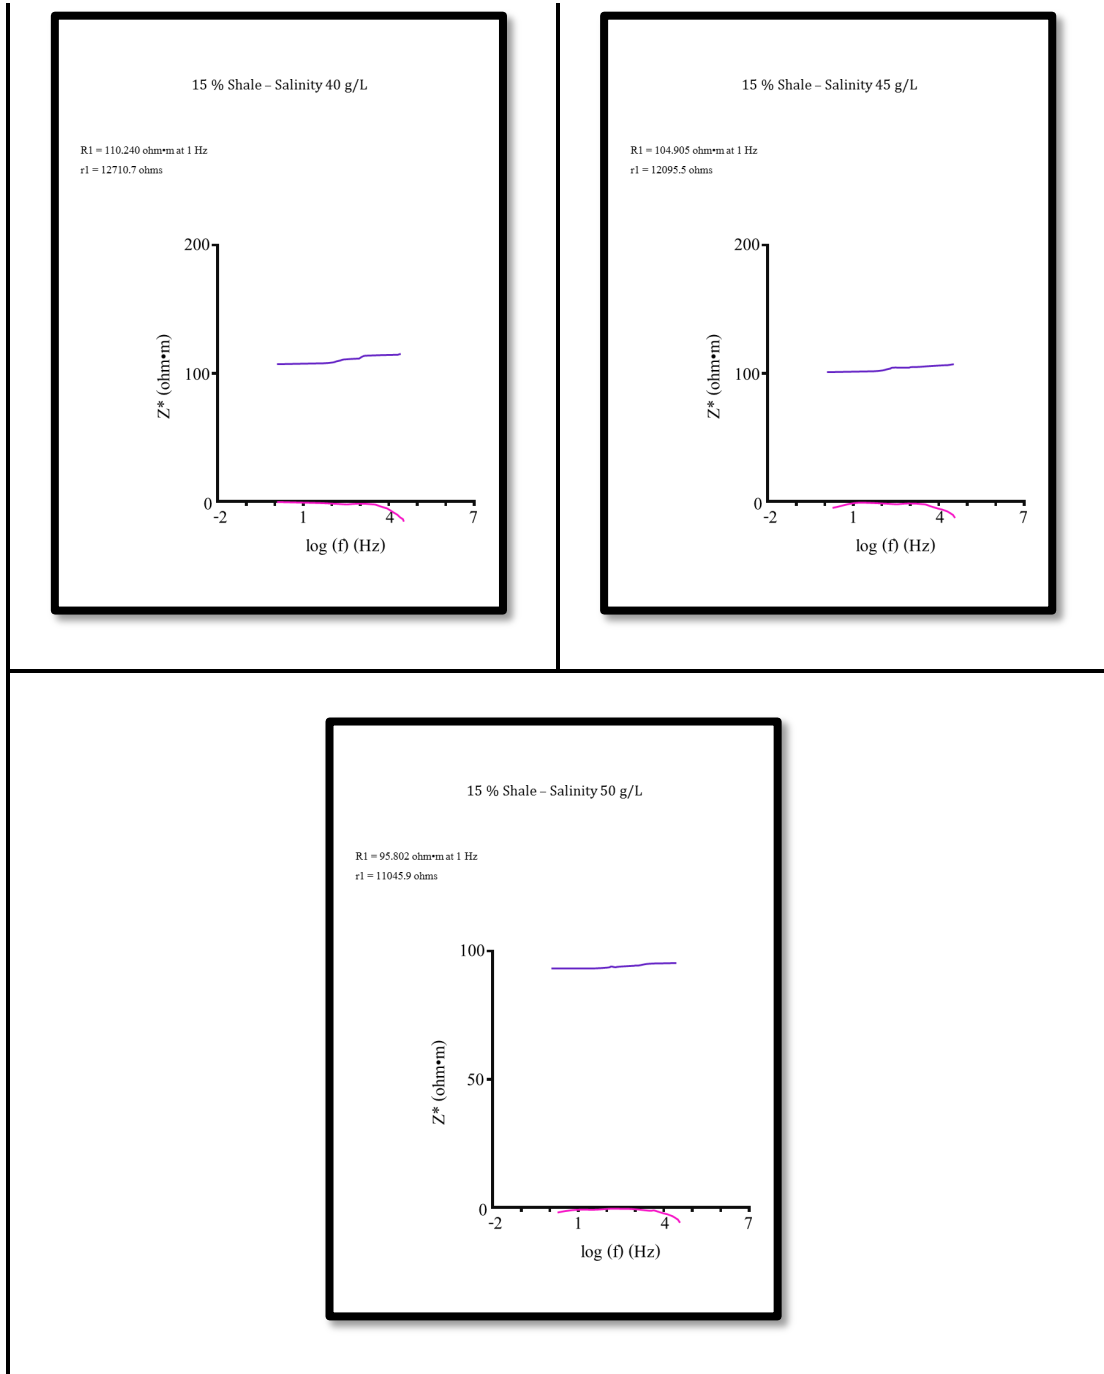 15 % Shale – Salinity 40 g/L
R1 = 110.240 ohm•m at 1 Hz
r1 = 12710.7 ohms
200
100
0
Z* (ohm•m)
-2 1 4 7
log (f) (Hz)
15 % Shale – Salinity 45 g/L
R1 = 104.905 ohm•m at 1 Hz
r1 = 12095.5 ohms
200
100
0
Z* (ohm•m)
-2 1 4 7
log (f) (Hz)
15 % Shale – Salinity 50 g/L
R1 = 95.802 ohm•m at 1 Hz
r1 = 11045.9 ohms
100
50
0
Z* (ohm•m)
-2 1 4 7
log (f) (Hz)